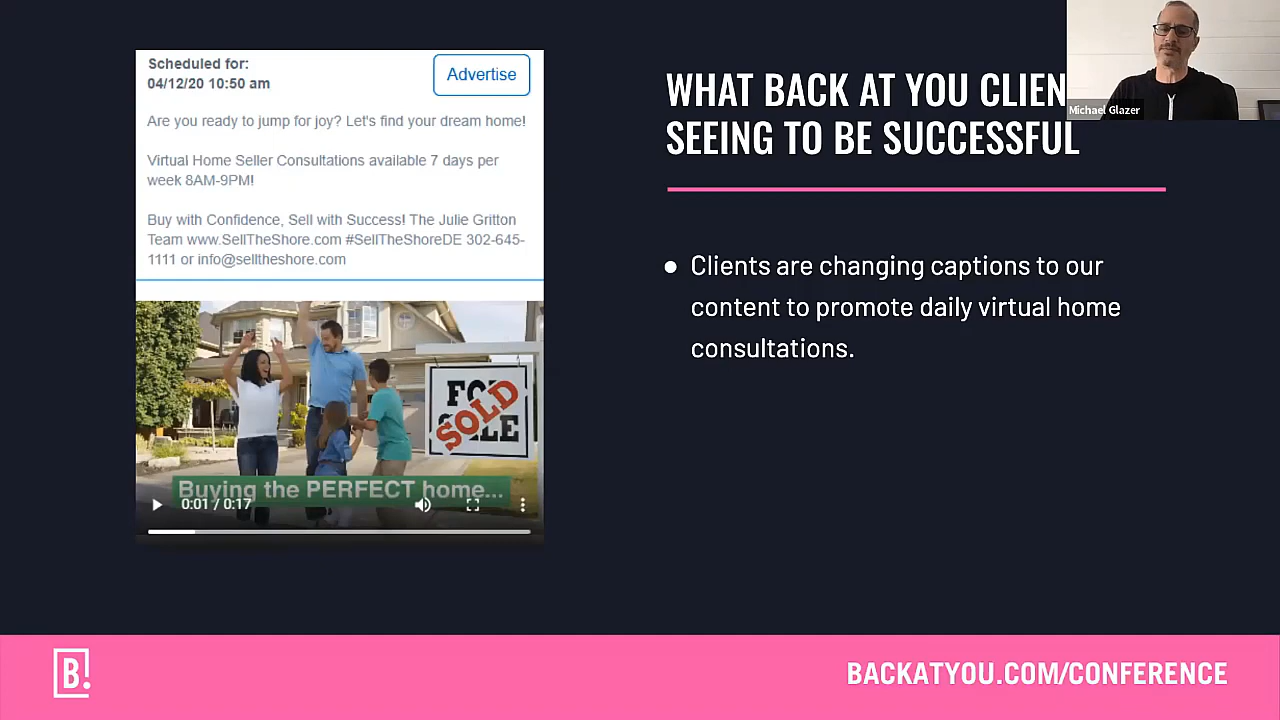 Scheduled for:
04/12/20 10:50 am
Advertise
Are you ready to jump for joy? Let's find your dream home!
Virtual Home Seller Consultations available 7 days per
week 8AM-9PM!
Buy with Confidence, Sell with Success! The Julie Gritton
Team www.SellTheShore.com #SellTheShoreDE 302-645-
1111 or info@selltheshore.com
FOR
SALE
SOLD
Buying the PERFECT home...
0:01 / 0:17
WHAT BACK AT YOU CLIEN
SEEING TO BE SUCCESSFUL
Michael Glazer
● Clients are changing captions to our
content to promote daily virtual home
consultations.
B!
BACKATYOU.COM/CONFERENCE